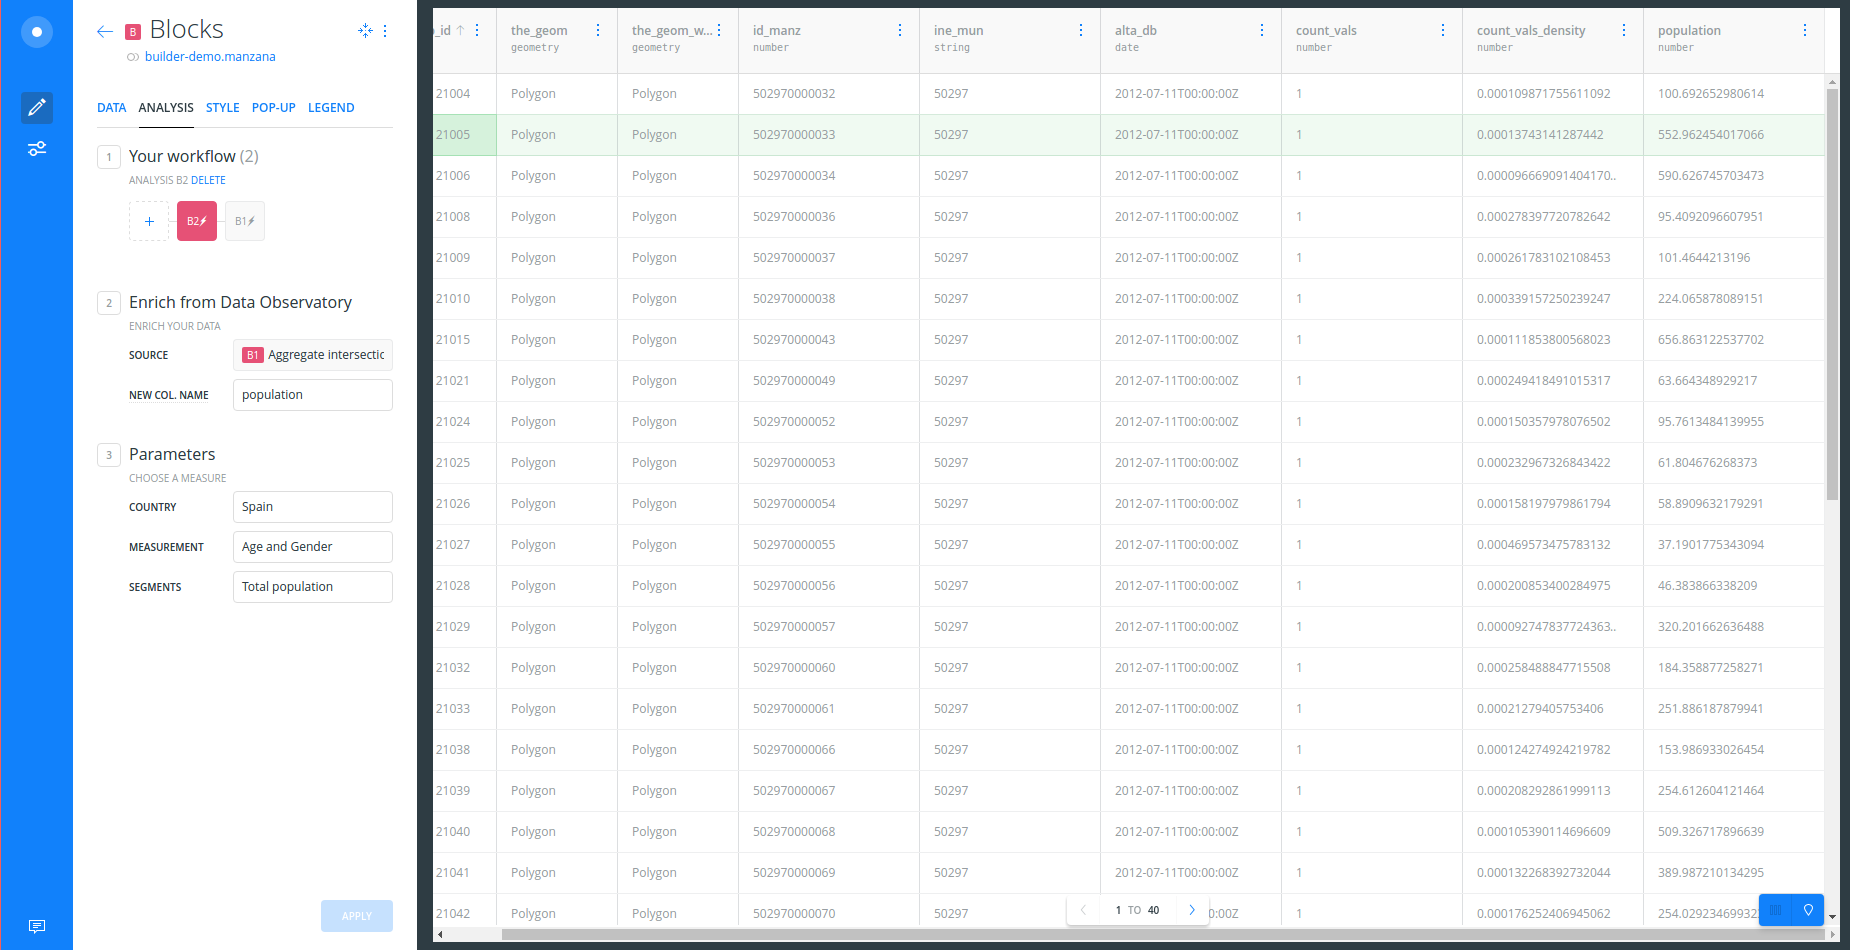 B Blocks
builder-demo.manzana
DATA ANALYSIS STYLE POP-UP LEGEND
1 Your workflow (2)
ANALYSIS B2 DELETE
+ B2 B1
2 Enrich from Data Observatory
ENRICH YOUR DATA
SOURCE B1 Aggregate intersectic
NEW COL. NAME population
3 Parameters
CHOOSE A MEASURE
COUNTRY Spain
MEASUREMENT Age and Gender
SEGMENTS Total population
APPLY
_id the_geom the_geom_w... id_manz ine_mun alta_db count_vals count_vals_density population
geometry geometry number string date number number number
21004 Polygon Polygon 502970000032 50297 2012-07-11T00:00:00Z 1 0.000109871755611092 100.692652980614
21005 Polygon Polygon 502970000033 50297 2012-07-11T00:00:00Z 1 0.00013743141287442 552.962454017066
21006 Polygon Polygon 502970000034 50297 2012-07-11T00:00:00Z 1 0.000096669091404170.. 590.626745703473
21008 Polygon Polygon 502970000036 50297 2012-07-11T00:00:00Z 1 0.000278397720782642 95.4092096607951
21009 Polygon Polygon 502970000037 50297 2012-07-11T00:00:00Z 1 0.000261783102108453 101.4644213196
21010 Polygon Polygon 502970000038 50297 2012-07-11T00:00:00Z 1 0.000339157250239247 224.065878089151
21015 Polygon Polygon 502970000043 50297 2012-07-11T00:00:00Z 1 0.000111853800568023 656.863122537702
21021 Polygon Polygon 502970000049 50297 2012-07-11T00:00:00Z 1 0.000249418491015317 63.664348929217
21024 Polygon Polygon 502970000052 50297 2012-07-11T00:00:00Z 1 0.000150357978076502 95.7613484139955
21025 Polygon Polygon 502970000053 50297 2012-07-11T00:00:00Z 1 0.000232967326843422 61.804676268373
21026 Polygon Polygon 502970000054 50297 2012-07-11T00:00:00Z 1 0.000158197979861794 58.8909632179291
21027 Polygon Polygon 502970000055 50297 2012-07-11T00:00:00Z 1 0.000469573475783132 37.1901775343094
21028 Polygon Polygon 502970000056 50297 2012-07-11T00:00:00Z 1 0.000200853400284975 46.383866338209
21029 Polygon Polygon 502970000057 50297 2012-07-11T00:00:00Z 1 0.000092747837724363.. 320.201662636488
21032 Polygon Polygon 502970000060 50297 2012-07-11T00:00:00Z 1 0.000258488847715508 184.358877258271
21033 Polygon Polygon 502970000061 50297 2012-07-11T00:00:00Z 1 0.00021279405753406 251.886187879941
21038 Polygon Polygon 502970000066 50297 2012-07-11T00:00:00Z 1 0.000124274924219782 153.986933026454
21039 Polygon Polygon 502970000067 50297 2012-07-11T00:00:00Z 1 0.000208292861999113 254.612604121464
21040 Polygon Polygon 502970000068 50297 2012-07-11T00:00:00Z 1 0.000105390114696609 509.326717896639
21041 Polygon Polygon 502970000069 50297 2012-07-11T00:00:00Z 1 0.000132268392732044 389.987210134295
21042 Polygon Polygon 502970000070 50297 0:00Z 1 0.000176252406945062 254.02923469932
1 TO 40